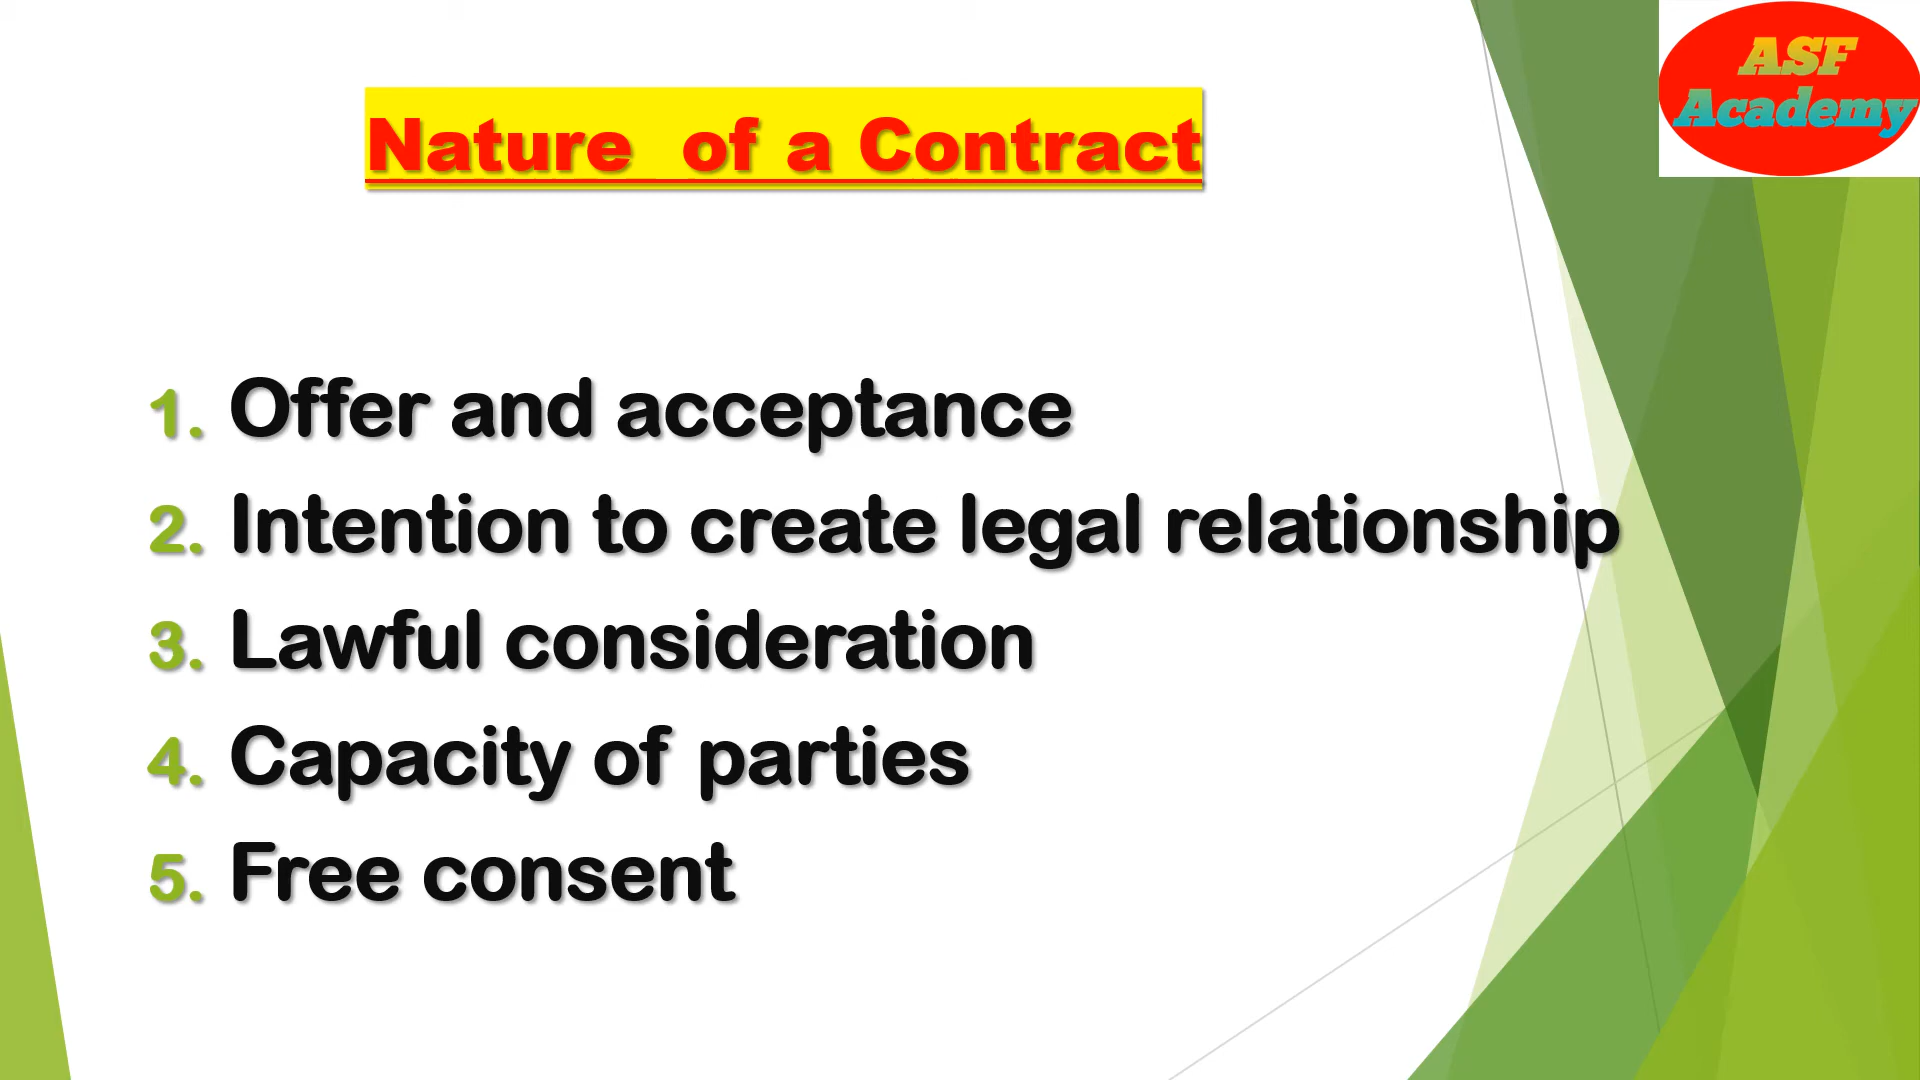 ASF
Academy
Nature of a Contract
1. Offer and acceptance
2. Intention to create legal relationship
3. Lawful consideration
4. Capacity of parties
5. Free consent